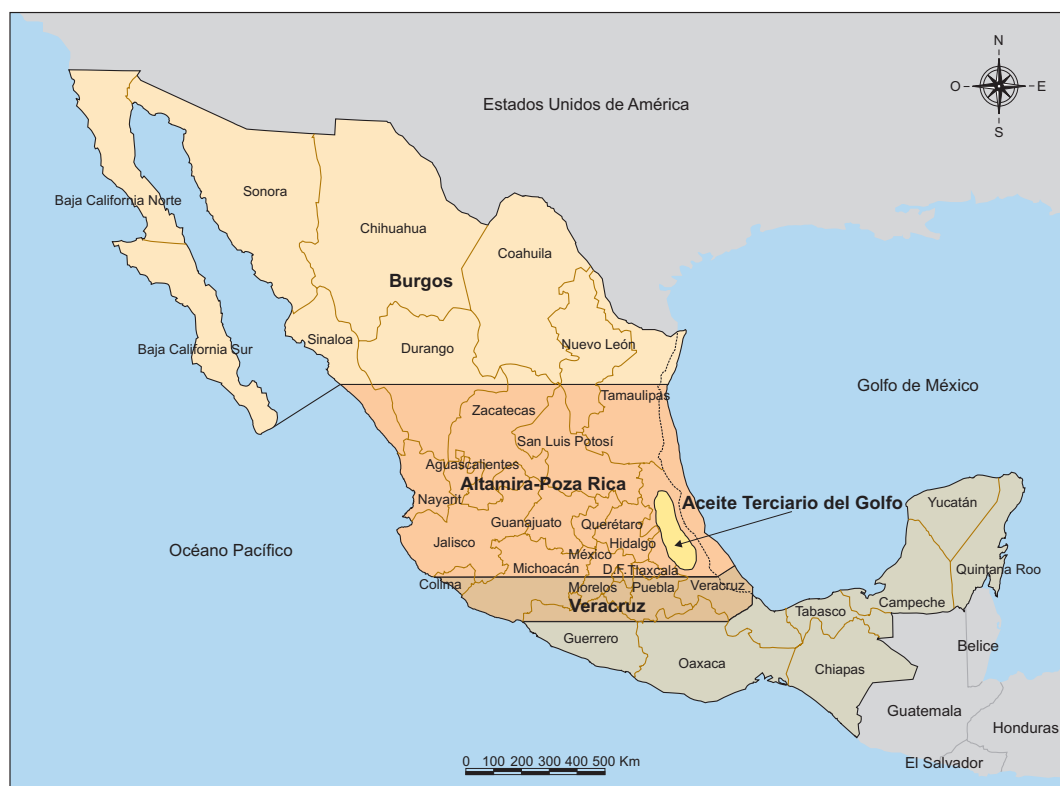 N
O
E
S
Estados Unidos de América
Baja California Norte
Sonora
Chihuahua
Coahuila
Burgos
Baja California Sur
Sinaloa
Durango
Nuevo León
Golfo de México
Tamaulipas
Zacatecas
San Luis Potosí
Aguascalientes
Altamira-Poza Rica
Nayarit
Aceite Terciario del Golfo
Yucatán
Guanajuato
Querétaro
Jalisco
Hidalgo
Océano Pacífico
México
Michoacán
D.F.
Tlaxcala
Quintana Roo
Colima
Morelos
Puebla
Veracruz
Veracruz
Campeche
Tabasco
Guerrero
Oaxaca
Chiapas
Belice
Guatemala
Honduras
El Salvador
0 100 200 300 400 500 Km